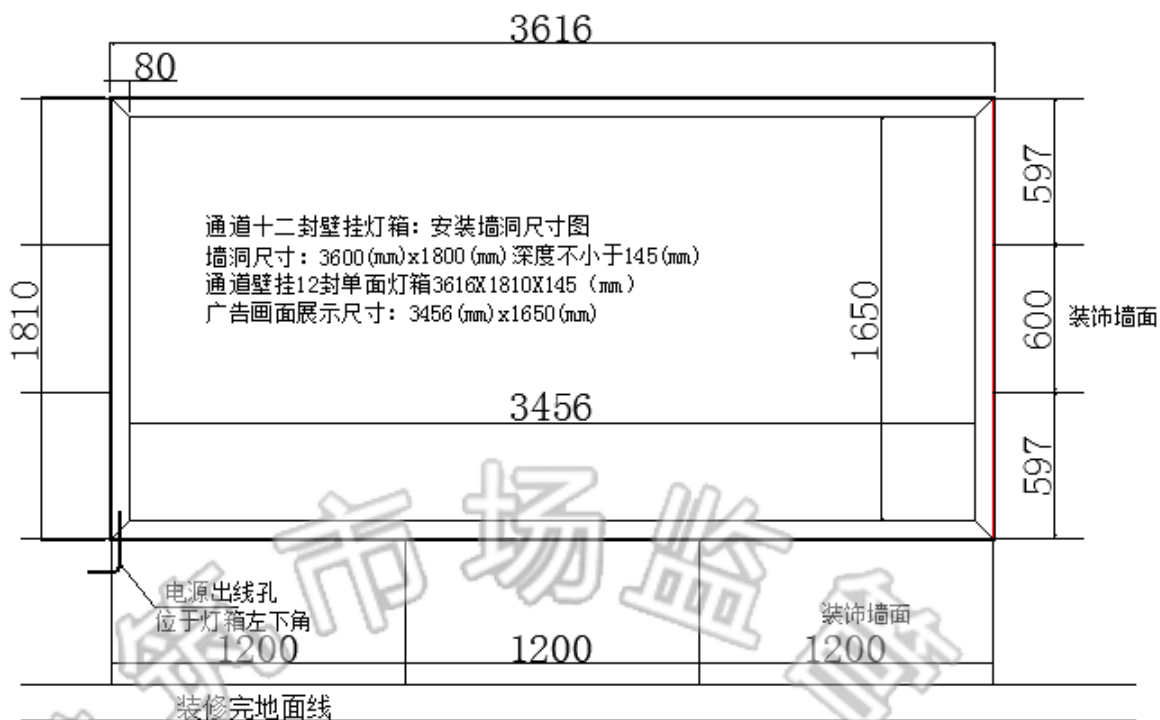 3616
80
597
通道十二封壁挂灯箱：安装墙洞尺寸图
墙洞尺寸：3600(mm)x1800(mm)深度不小于145(mm)
通道壁挂12封单面灯箱3616X1810X145（mm）
广告画面展示尺寸：3456(mm)x1650(mm)
1810
1650
600
装饰墙面
3456
597
电源出线孔
位于灯箱左下角
装饰墙面
1200
1200
1200
装修完地面线
市场监管